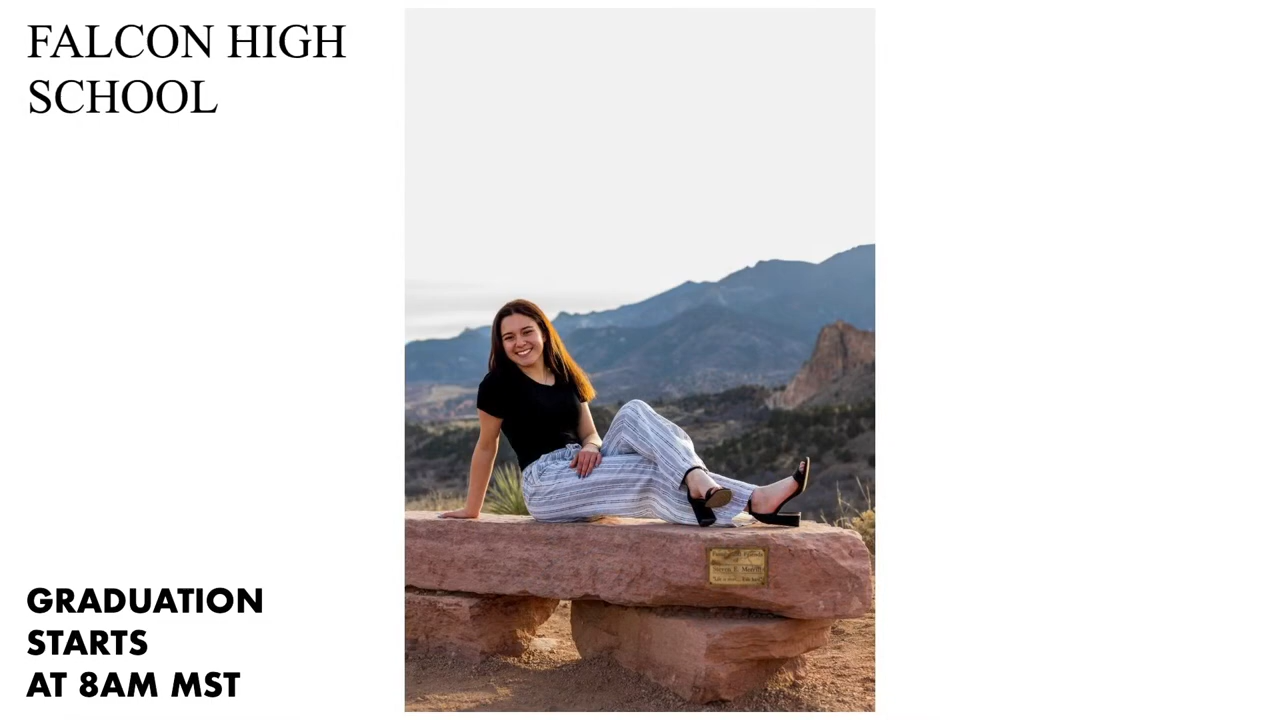 FALCON HIGH
SCHOOL
GRADUATION
STARTS
AT 8AM MST